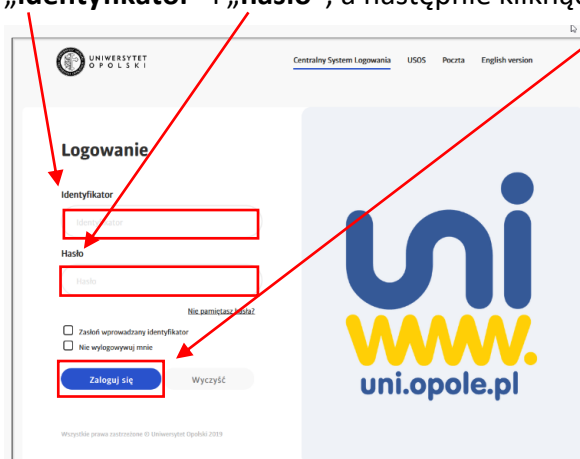 „identyfikator” i „hasło”, a następnie kliknąć
UNIWERSYTET
OPOLSKI
Centralny System Logowania USOS Poczta English version
Logowanie
Identyfikator
Identyfikator
Hasło
Hasło
Nie pamiętasz hasła?
Zasłoń wprowadzany identyfikator
Nie wylogowywuj mnie
Zaloguj się Wyczyść
Wszystkie prawa zastrzeżone © Uniwersytet Opolski 2019
uni
www.
uni.opole.pl